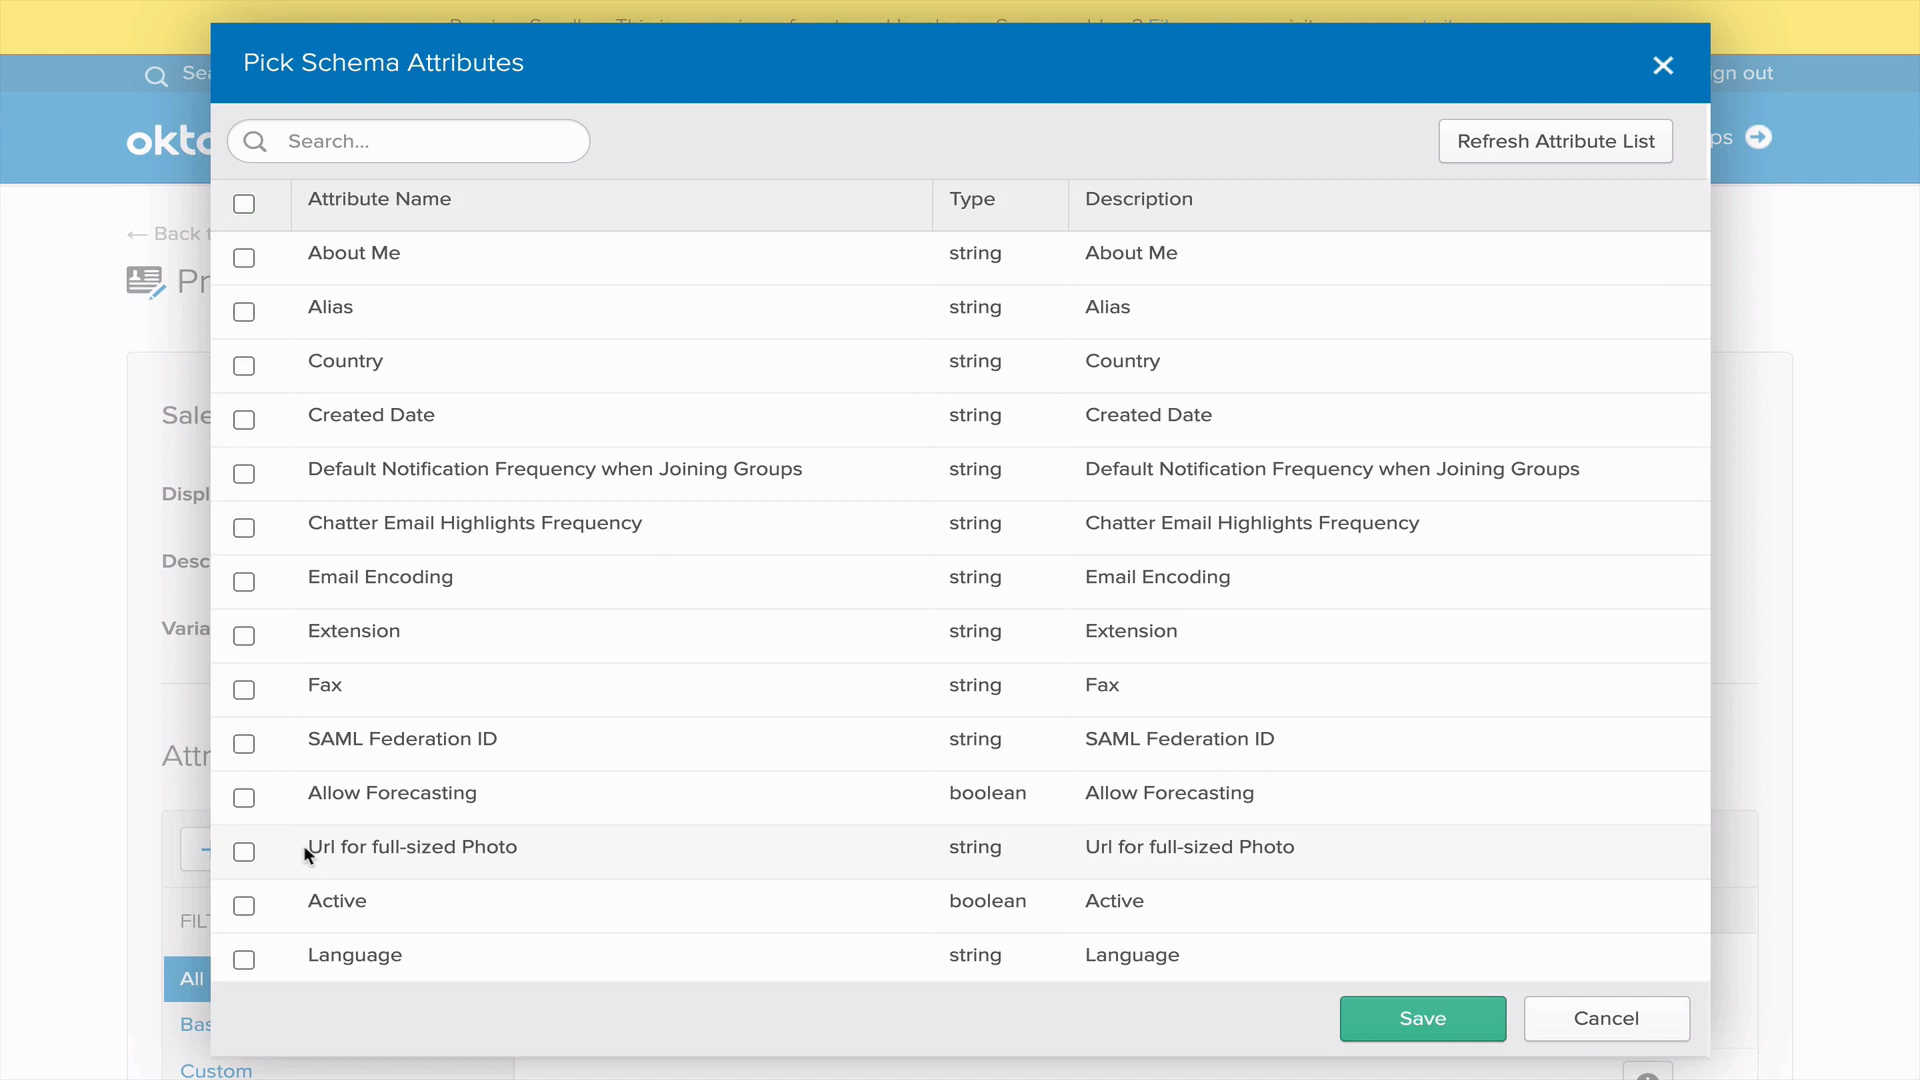 Pick Schema Attributes
Sea
gn out
okta
Search...
Refresh Attribute List
ps
Attribute Name Type Description
← Back t
About Me string About Me
Pr
Alias string Alias
Country string Country
Sale
Created Date string Created Date
Default Notification Frequency when Joining Groups string Default Notification Frequency when Joining Groups
Displ
Chatter Email Highlights Frequency string Chatter Email Highlights Frequency
Desc
Email Encoding string Email Encoding
Varia
Extension string Extension
Fax string Fax
SAML Federation ID string SAML Federation ID
Attr
Allow Forecasting boolean Allow Forecasting
Url for full-sized Photo string Url for full-sized Photo
Active boolean Active
FILT
Language string Language
All
Save
Cancel
Bas
Custom